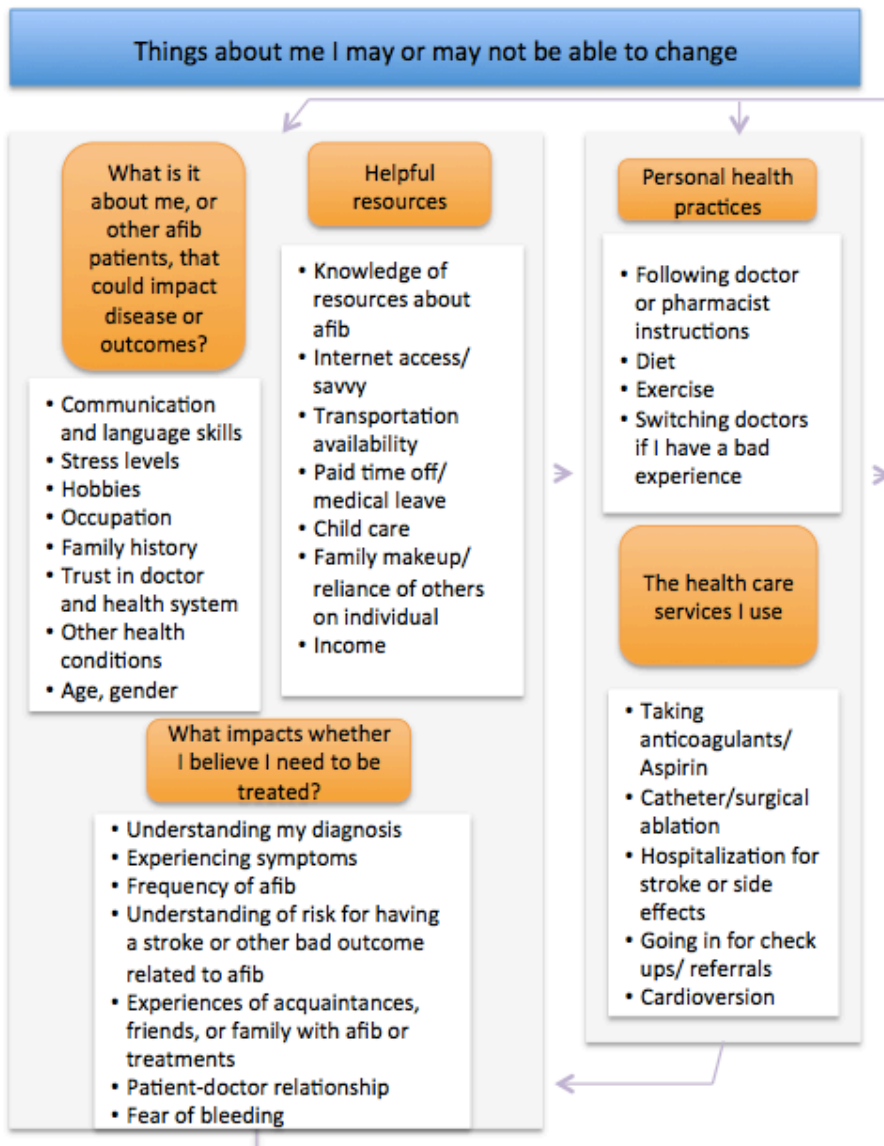 Things about me I may or may not be able to change
What is it
about me, or
other afib
patients, that
could impact
disease or
outcomes?
• Communication
and language skills
• Stress levels
• Hobbies
• Occupation
• Family history
• Trust in doctor
and health system
• Other health
conditions
• Age, gender
Helpful
resources
• Knowledge of
resources about
afib
• Internet access/
savvy
• Transportation
availability
• Paid time off/
medical leave
• Child care
• Family makeup/
reliance of others
on individual
• Income
What impacts whether
I believe I need to be
treated?
• Understanding my diagnosis
• Experiencing symptoms
• Frequency of afib
• Understanding of risk for having
a stroke or other bad outcome
related to afib
• Experiences of acquaintances,
friends, or family with afib or
treatments
• Patient-doctor relationship
• Fear of bleeding
Personal health
practices
• Following doctor
or pharmacist
instructions
• Diet
• Exercise
• Switching doctors
if I have a bad
experience
The health care
services I use
• Taking
anticoagulants/
Aspirin
• Catheter/surgical
ablation
• Hospitalization for
stroke or side
effects
• Going in for check
ups/ referrals
• Cardioversion